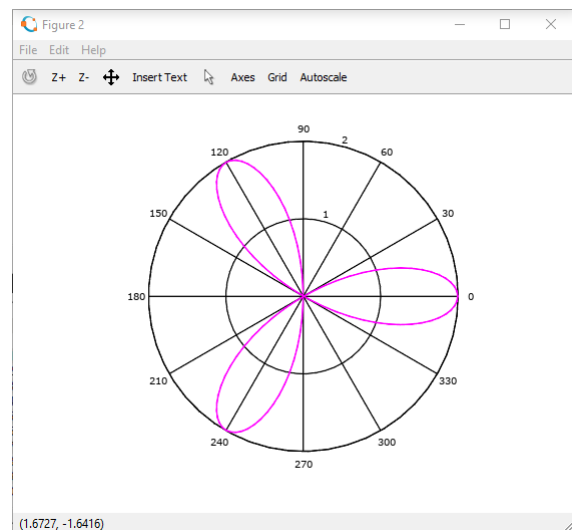 Figure 2
File Edit Help
Z+ Z- Insert Text Axes Grid Autoscale
90
120 2 60
150 1 30
180 0
210 330
240 300
270
(1.6727, -1.6416)